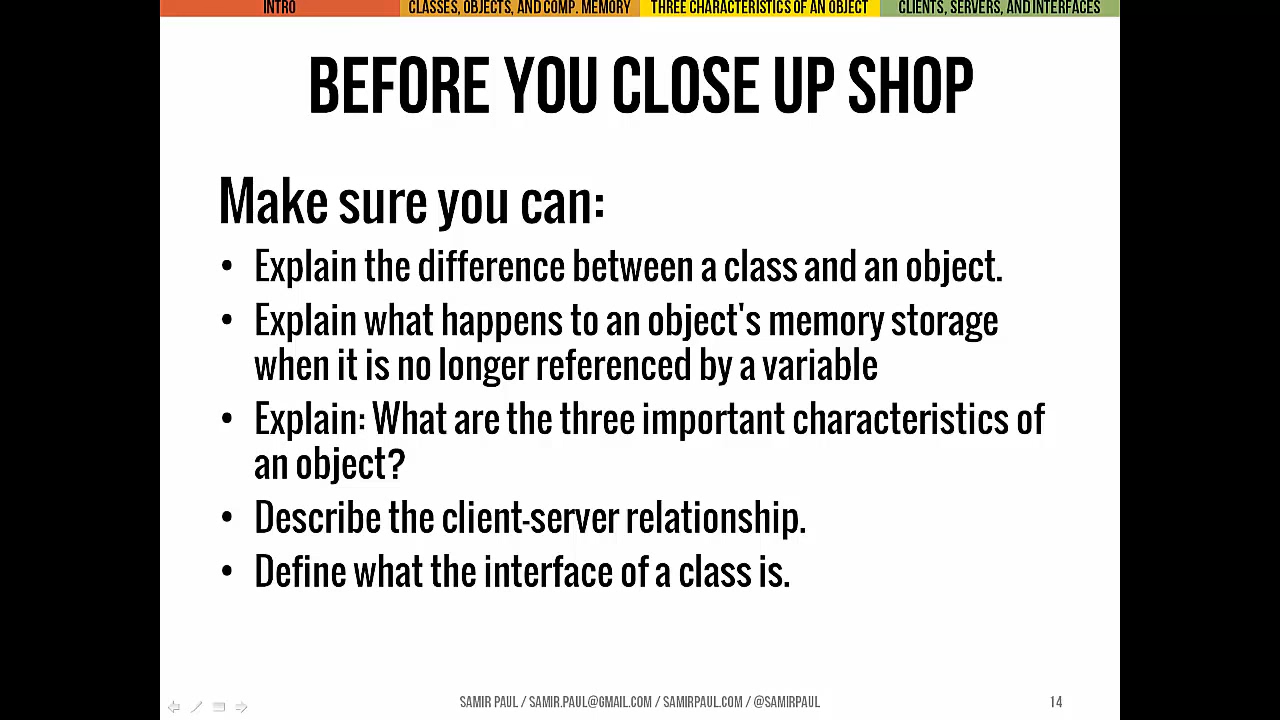 INTRO
CLASSES, OBJECTS, AND COMP. MEMORY
THREE CHARACTERISTICS OF AN OBJECT
CLIENTS, SERVERS, AND INTERFACES
BEFORE YOU CLOSE UP SHOP
Make sure you can:
• Explain the difference between a class and an object.
• Explain what happens to an object's memory storage
when it is no longer referenced by a variable
• Explain: What are the three important characteristics of
an object?
• Describe the client-server relationship.
• Define what the interface of a class is.
SAMIR PAUL / SAMIR.PAUL@GMAIL.COM / SAMIRPAUL.COM / @SAMIRPAUL
14